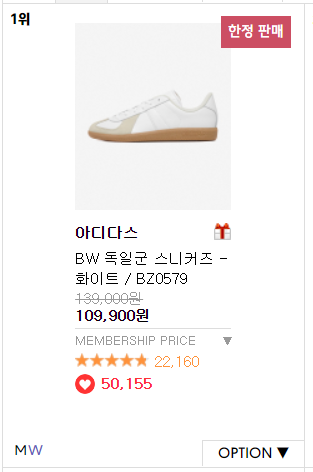 1위
한정 판매
아디다스
BW 독일군 스니커즈 -
화이트 / BZ0579
139,000원
109,900원
MEMBERSHIP PRICE ▼
★★★★★ 22,160
50,155
MW
OPTION ▼